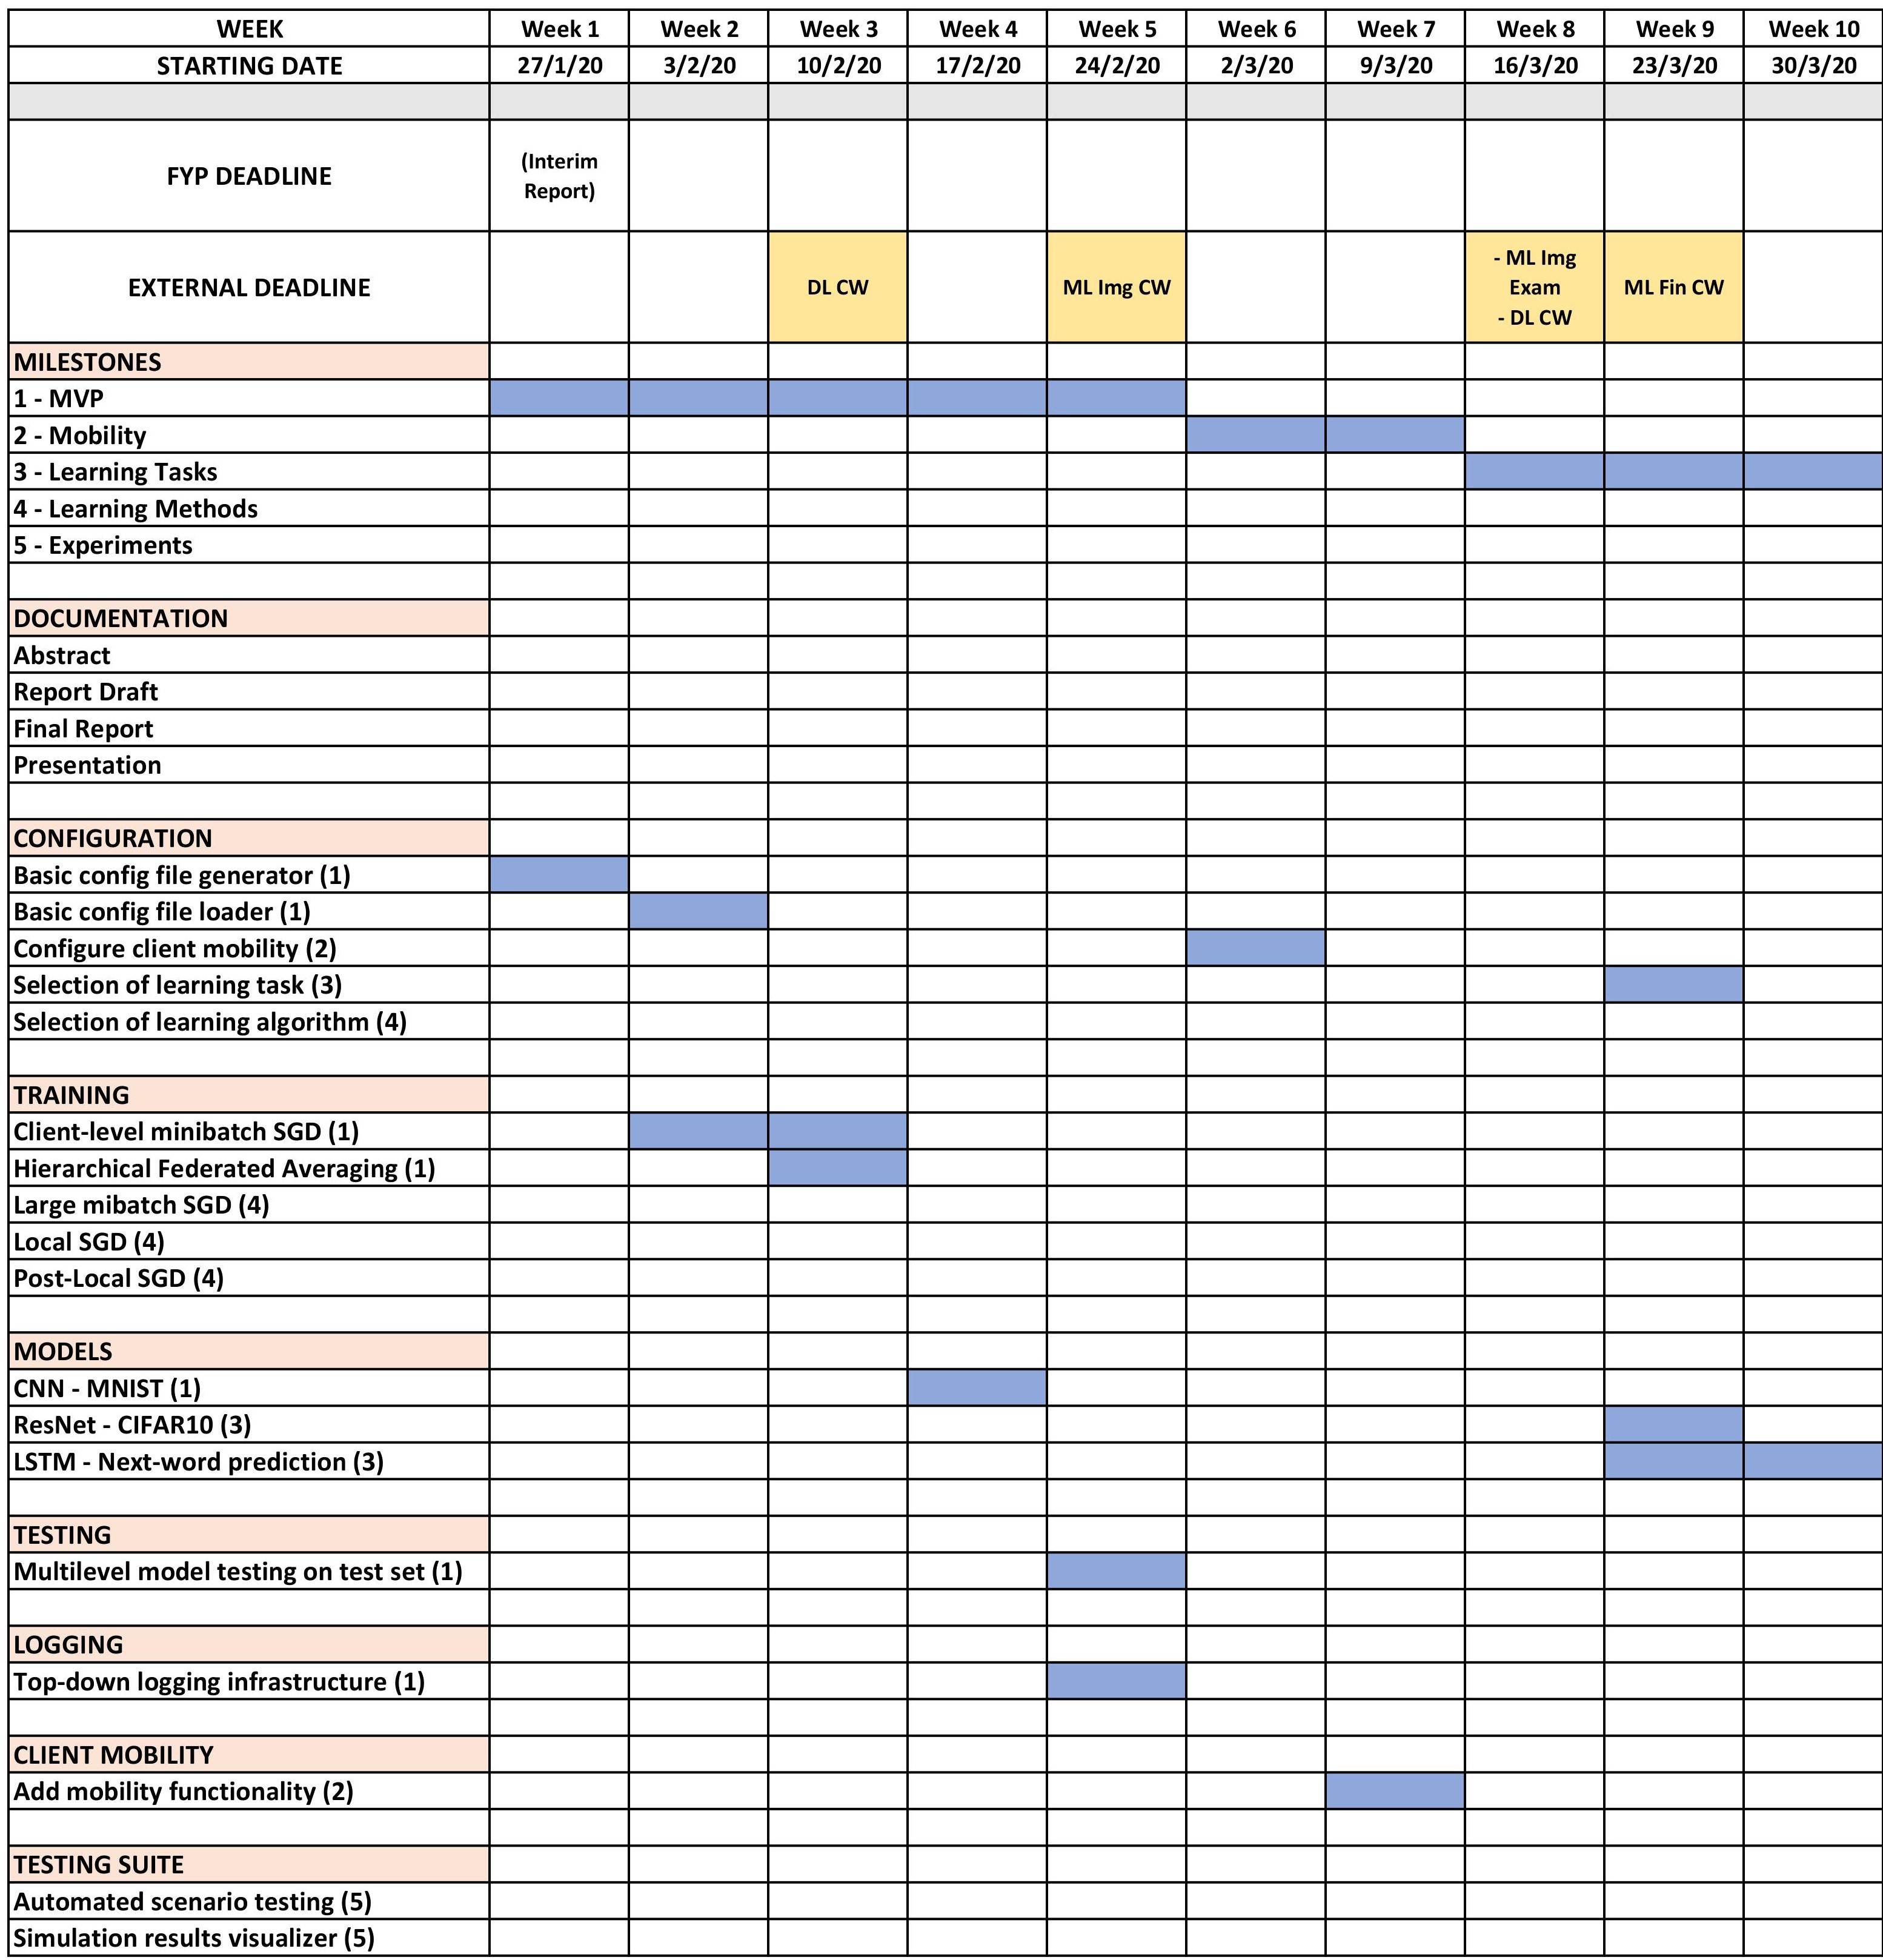 WEEK Week 1 Week 2 Week 3 Week 4 Week 5 Week 6 Week 7 Week 8 Week 9 Week 10
STARTING DATE 27/1/20 3/2/20 10/2/20 17/2/20 24/2/20 2/3/20 9/3/20 16/3/20 23/3/20 30/3/20
FYP DEADLINE
(Interim
Report)
EXTERNAL DEADLINE
DL CW
ML Img CW
- ML Img
Exam
- DL CW
ML Fin CW
MILESTONES
1 - MVP
2 - Mobility
3 - Learning Tasks
4 - Learning Methods
5 - Experiments
DOCUMENTATION
Abstract
Report Draft
Final Report
Presentation
CONFIGURATION
Basic config file generator (1)
Basic config file loader (1)
Configure client mobility (2)
Selection of learning task (3)
Selection of learning algorithm (4)
TRAINING
Client-level minibatch SGD (1)
Hierarchical Federated Averaging (1)
Large mibatch SGD (4)
Local SGD (4)
Post-Local SGD (4)
MODELS
CNN - MNIST (1)
ResNet - CIFAR10 (3)
LSTM - Next-word prediction (3)
TESTING
Multilevel model testing on test set (1)
LOGGING
Top-down logging infrastructure (1)
CLIENT MOBILITY
Add mobility functionality (2)
TESTING SUITE
Automated scenario testing (5)
Simulation results visualizer (5)